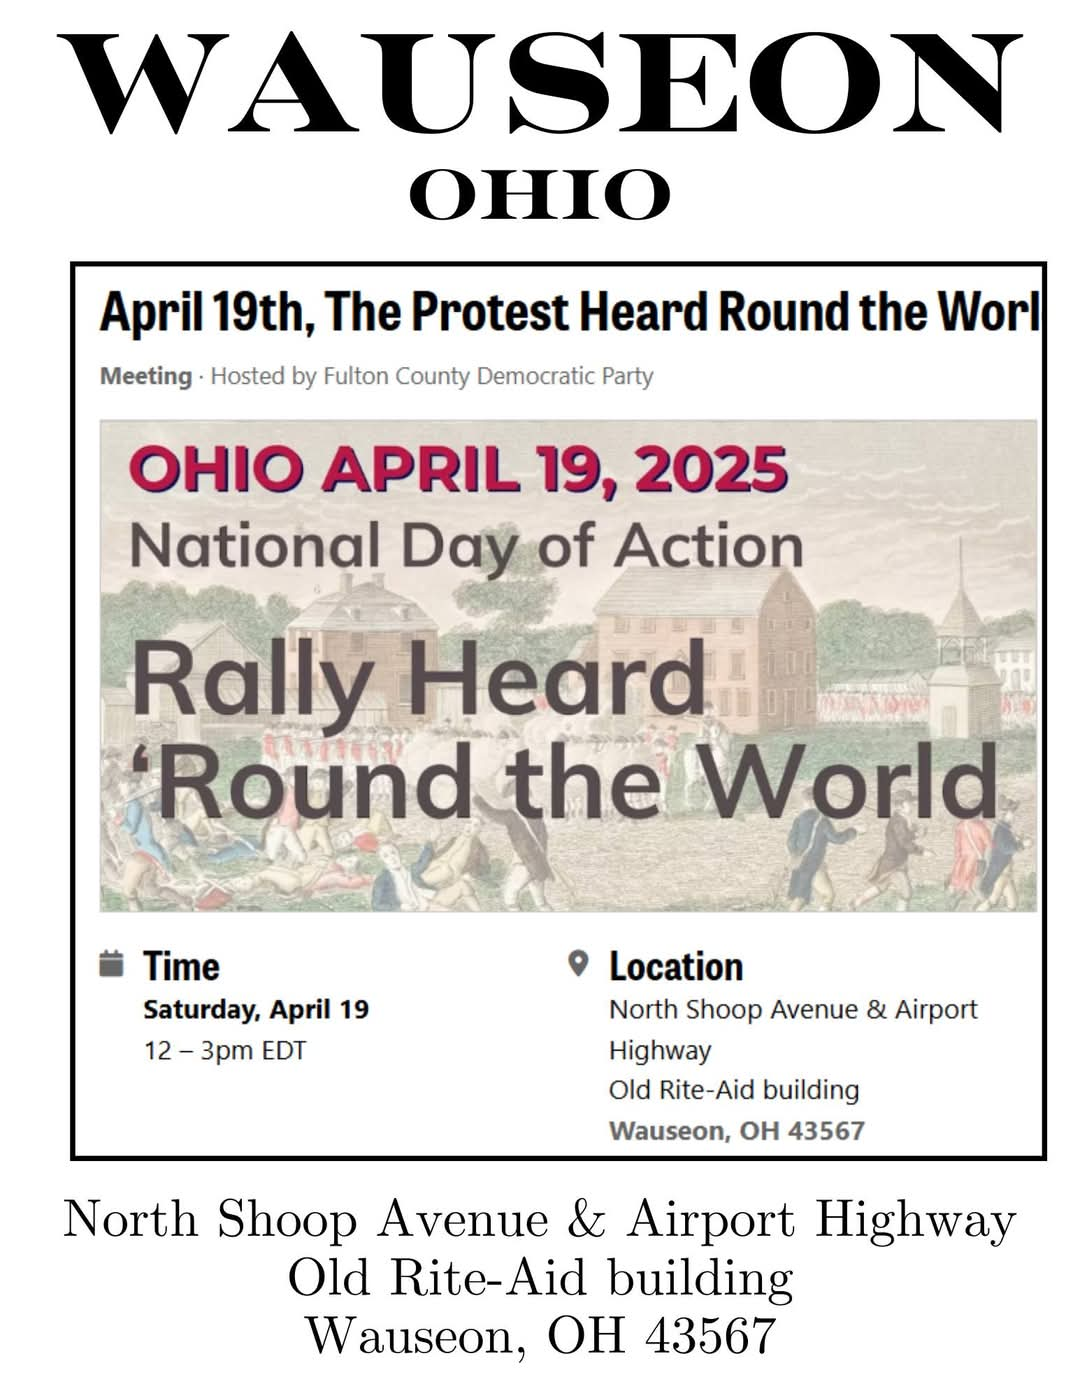 WAUSEON
OHIO
April 19th, The Protest Heard Round the Worl
Meeting · Hosted by Fulton County Democratic Party
OHIO APRIL 19, 2025
National Day of Action
Rally Heard
‘Round the World
Time
Saturday, April 19
12 – 3pm EDT
Location
North Shoop Avenue & Airport
Highway
Old Rite-Aid building
Wauseon, OH 43567
North Shoop Avenue & Airport Highway
Old Rite-Aid building
Wauseon, OH 43567